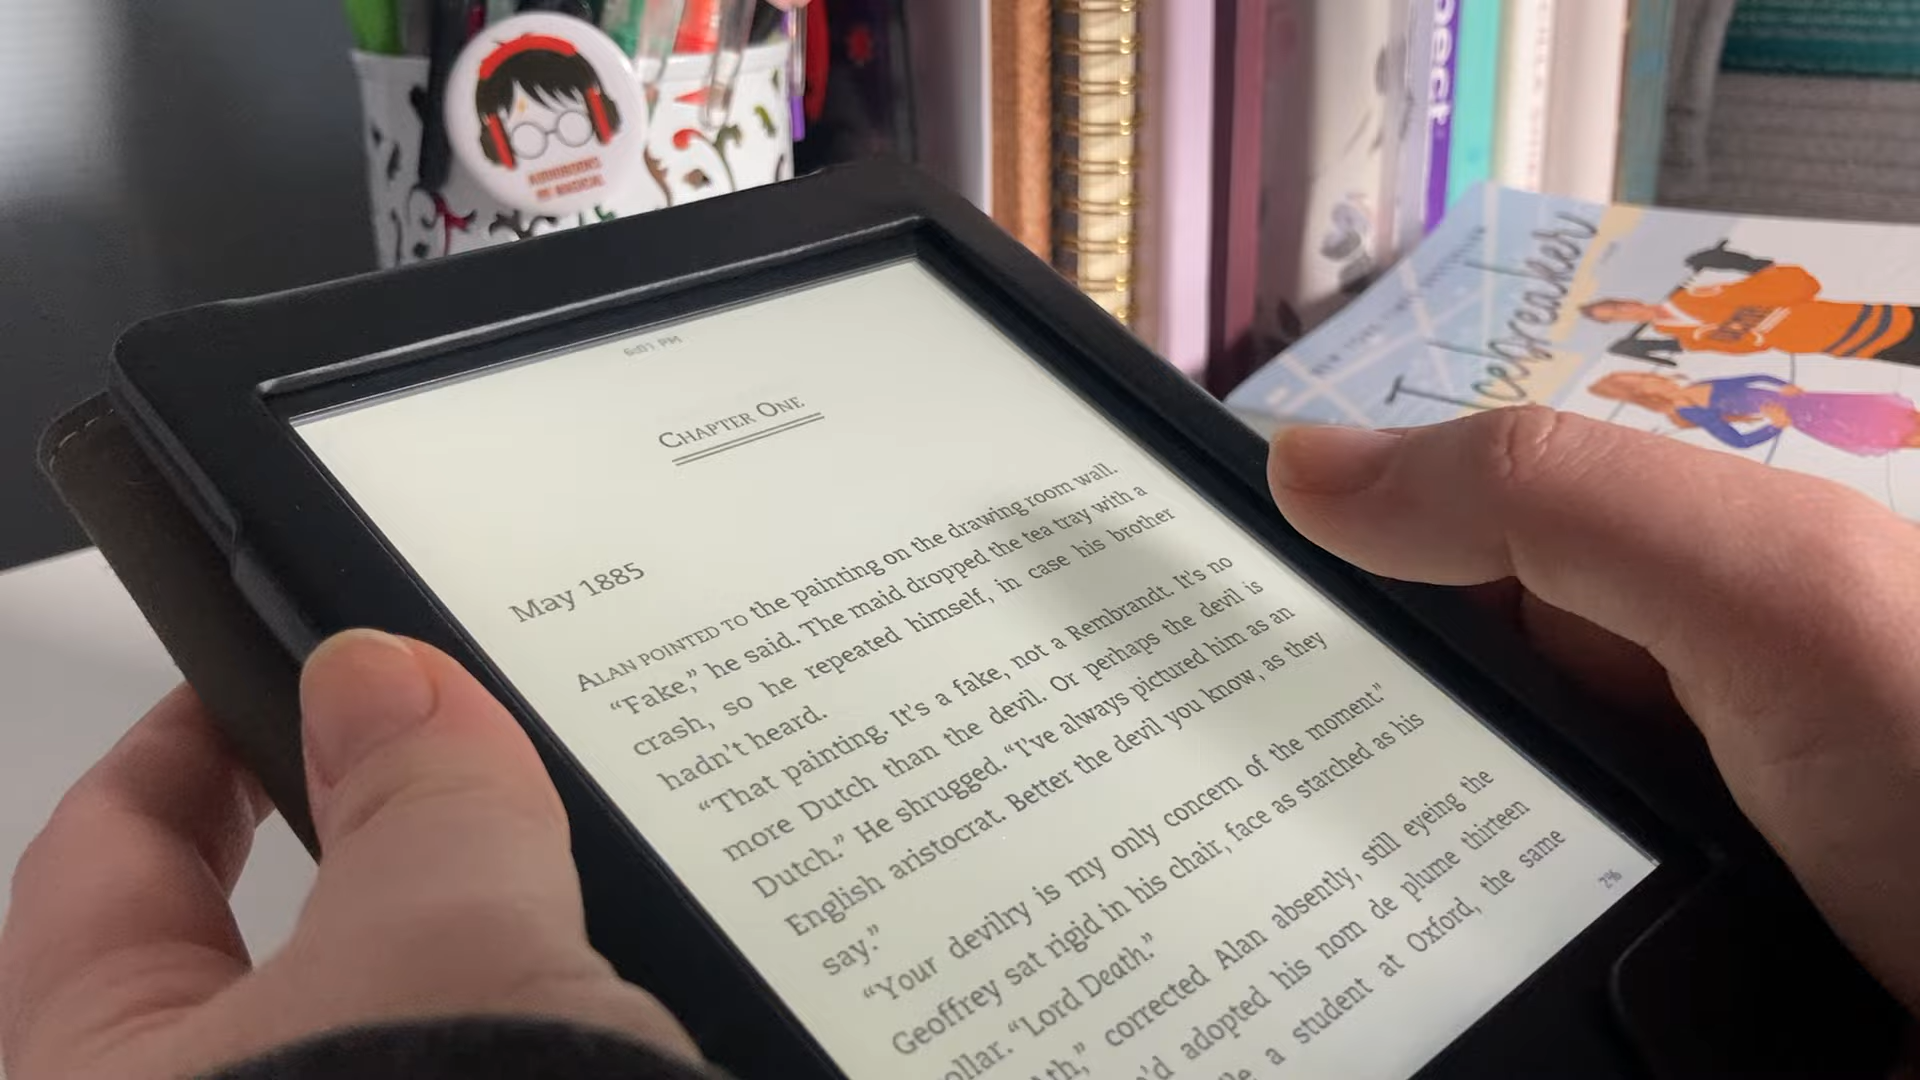 AUDIOBOOKS
pect
Icebreaker
6:01 PM
CHAPTER ONE
May 1885
ALAN POINTED TO the painting on the drawing room wall.
“Fake,” he said. The maid dropped the tea tray with a
crash, so he repeated himself, in case his brother
hadn’t heard.
“That painting. It’s a fake, not a Rembrandt. It’s no
more Dutch than the devil. Or perhaps the devil is
Dutch.” He shrugged. “I’ve always pictured him as an
English aristocrat. Better the devil you know, as they
say.”
“Your devilry is my only concern of the moment.”
Geoffrey sat rigid in his chair, face as starched as his
ollar. “Lord Death.”
ath,” corrected Alan absently, still eyeing the
’d adopted his nom de plume thirteen
le a student at Oxford, the same
2%